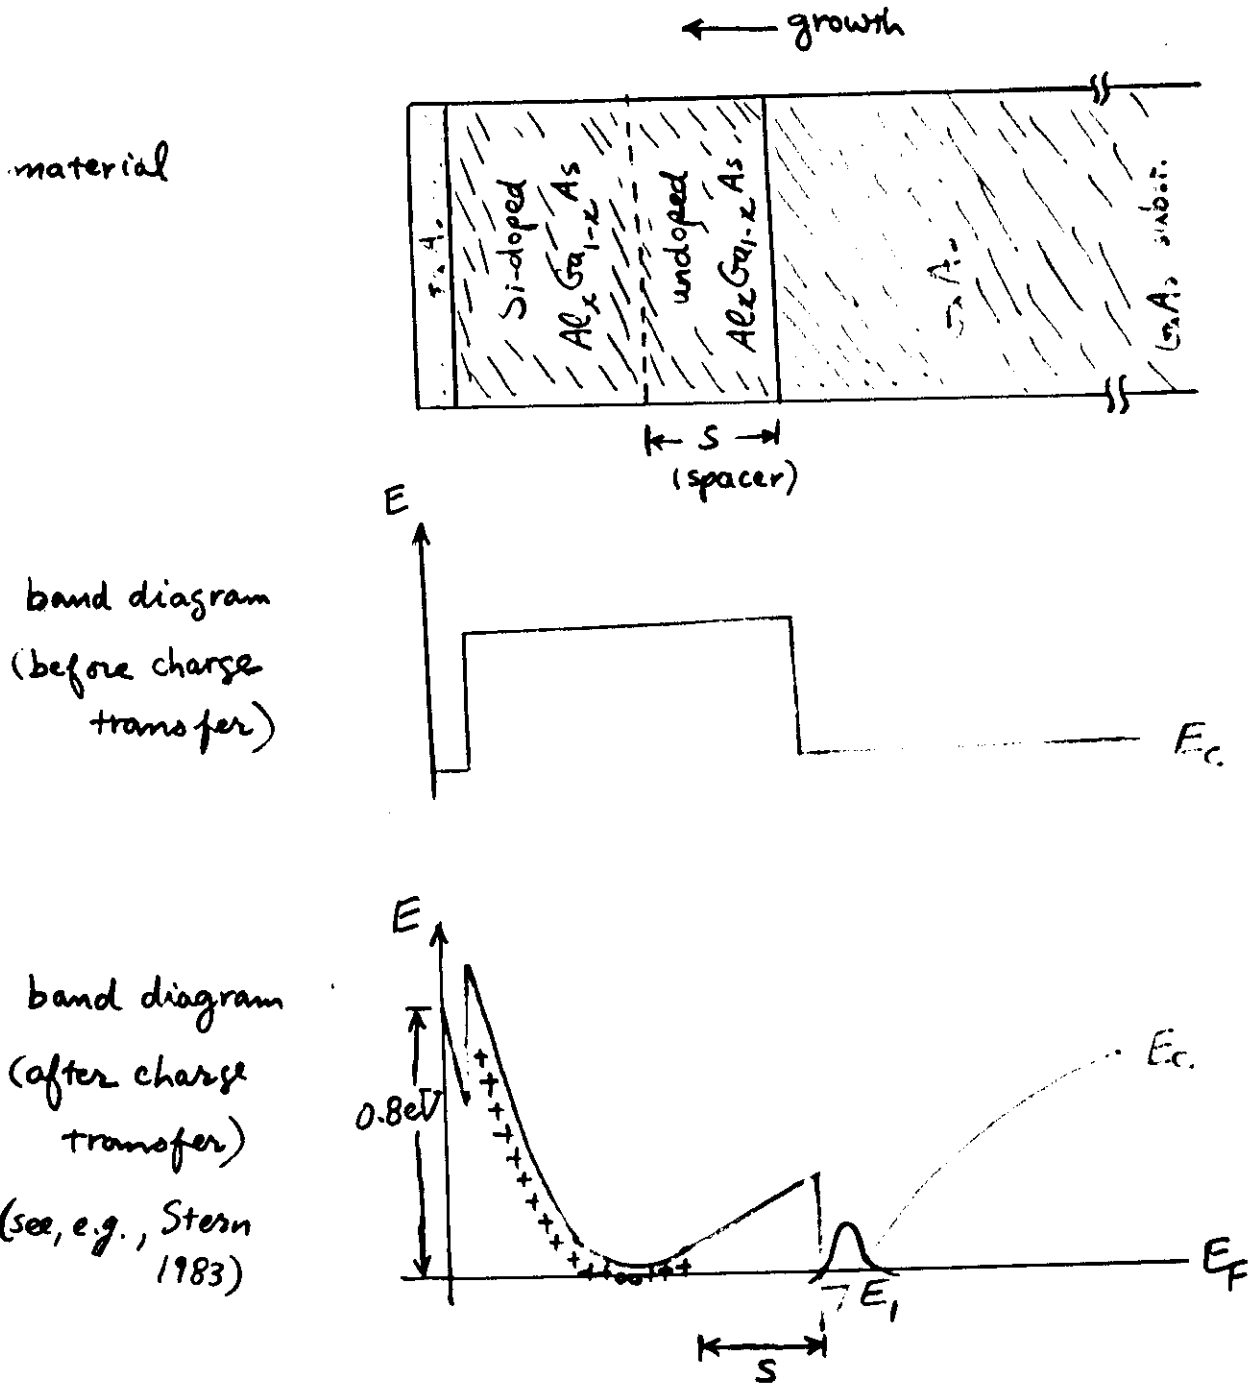 growth
material
Si-doped
AlxGa1-xAs
undoped
AlxGa1-xAs
S
(spacer)
E
band diagram
(before charge
transfer)
Ec.
E
band diagram
(after charge
transfer)
(see, e.g., Stern
1983)
0.8eV
Ec.
EF
E1
S